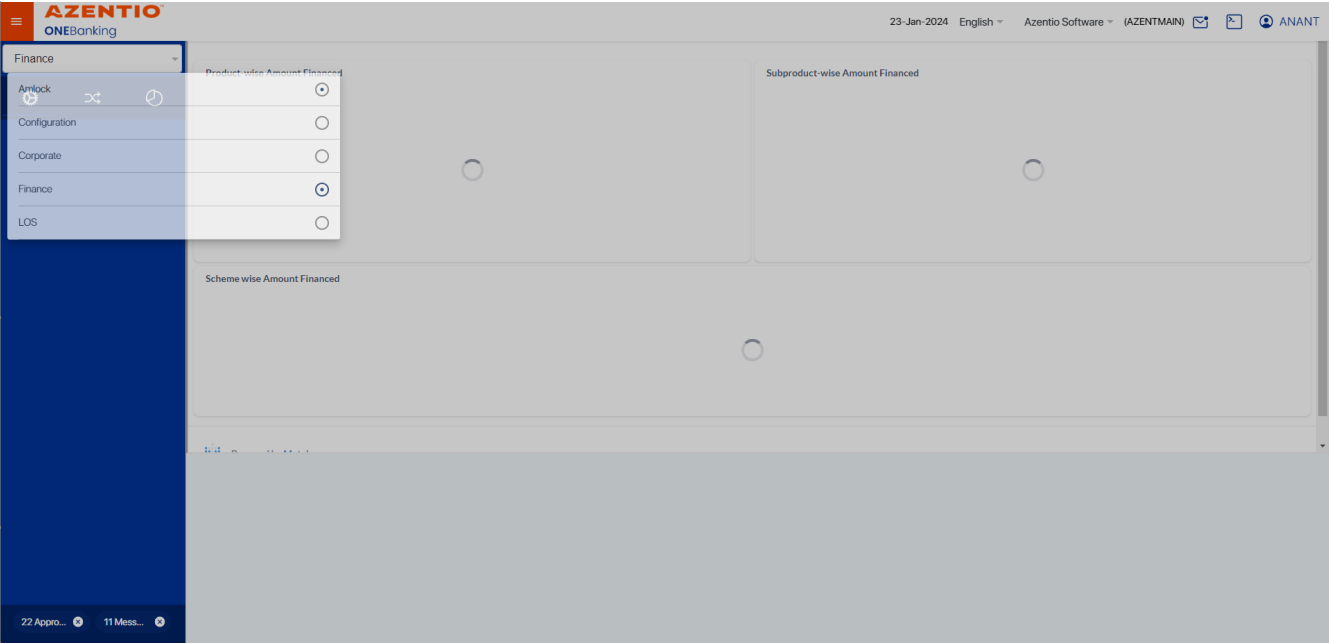 AZENTIO
ONEBanking
23-Jan-2024 English Azentio Software (AZENTMAIN) ANANT
Finance
Product-wise Amount Financed
Subproduct-wise Amount Financed
Amlock
Configuration
Corporate
Finance
LOS
Scheme wise Amount Financed
22 Appro...
11 Mess...